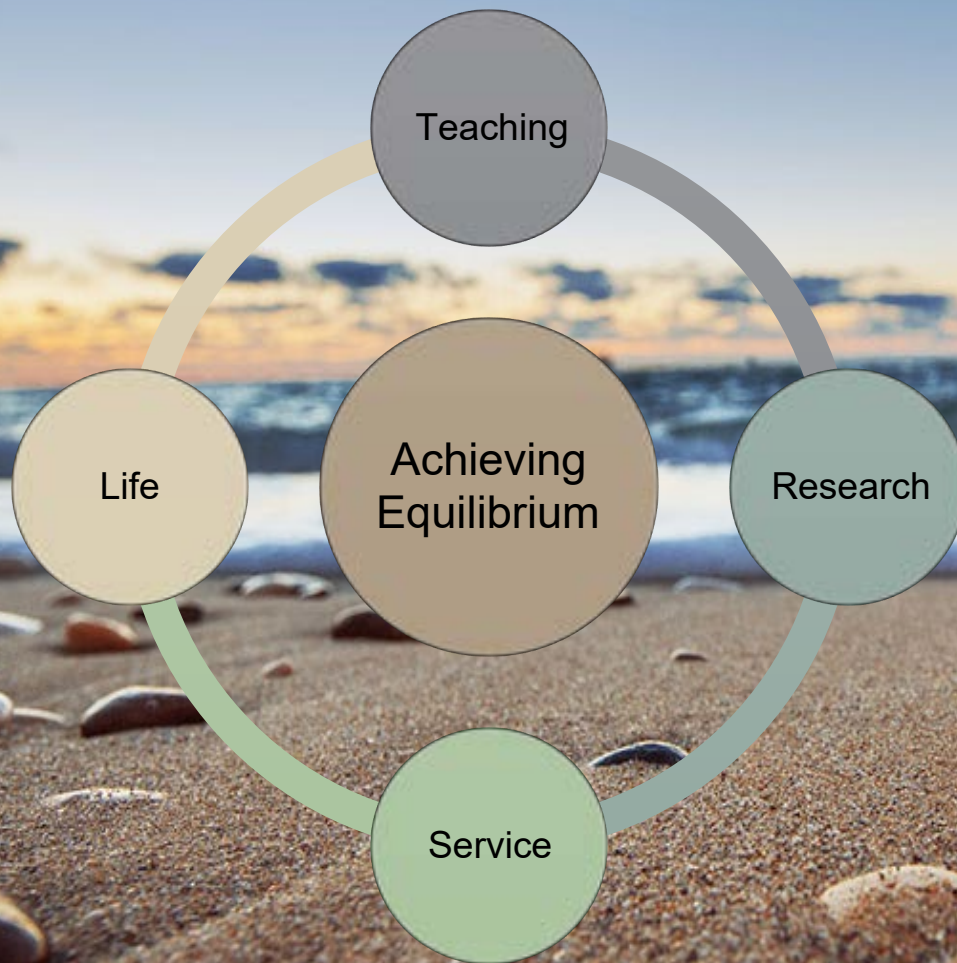 Teaching
Life
Achieving
Equilibrium
Research
Service